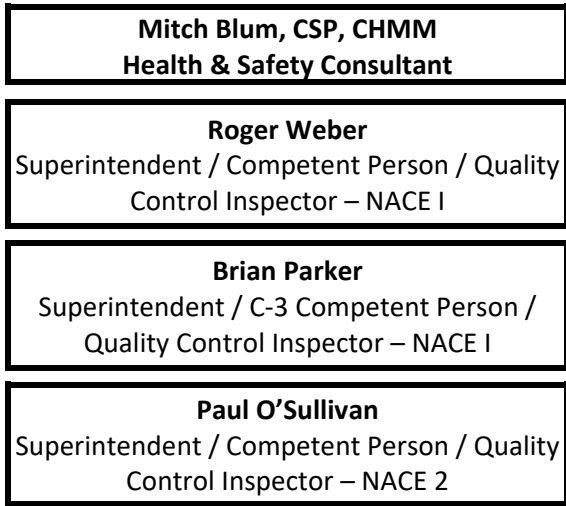 Mitch Blum, CSP, CHMM
Health & Safety Consultant
Roger Weber
Superintendent / Competent Person / Quality
Control Inspector – NACE I
Brian Parker
Superintendent / C-3 Competent Person /
Quality Control Inspector – NACE I
Paul O’Sullivan
Superintendent / Competent Person / Quality
Control Inspector – NACE 2